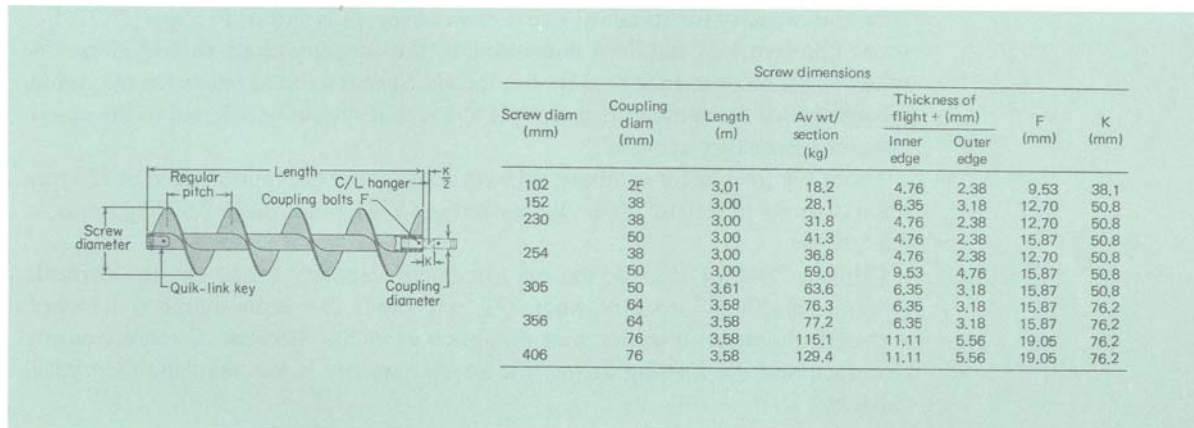 Screw dimensions
Screw diam
(mm)
Coupling
diam
(mm)
Length
(m)
Av wt/
section
(kg)
Thickness of
flight + (mm)
Inner
edge
Outer
edge
F
(mm)
K
(mm)
102 2E 3,01 18,2 4,76 2,38 9,53 38,1
152 38 3,00 28,1 6,35 3,18 12,70 50,8
230 38 3,00 31,8 4,76 2,38 12,70 50,8
50 3,00 41,3 4,76 2,38 15,87 50,8
254 38 3,00 36,8 4,76 2,38 12,70 50,8
50 3,00 59,0 9,53 4,76 15,87 50,8
305 50 3,61 63,6 6,35 3,18 15,87 50,8
64 3,58 76,3 6,35 3,18 15,87 76,2
356 64 3,58 77,2 6,35 3,18 15,87 76,2
76 3,58 115,1 11,11 5,56 19,05 76,2
406 76 3,58 129,4 11,11 5,56 19,05 76,2
Length
K
2
Regular
pitch
C/L hanger
Coupling bolts F
Screw
diameter
K
Quik-link key
Coupling
diameter